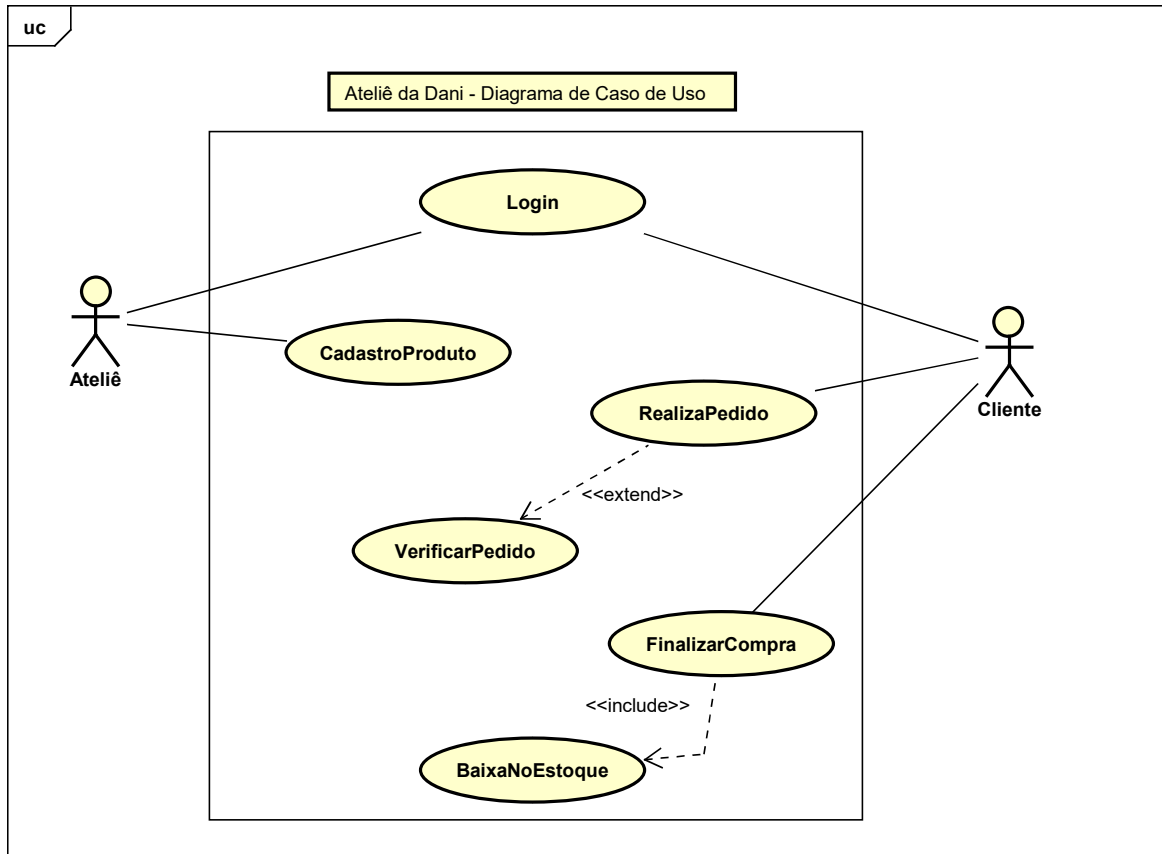 uc
Ateliê da Dani - Diagrama de Caso de Uso
Login
CadastroProduto
Ateliê
RealizaPedido
Cliente
<<extend>>
VerificarPedido
FinalizarCompra
<<include>>
BaixaNoEstoque